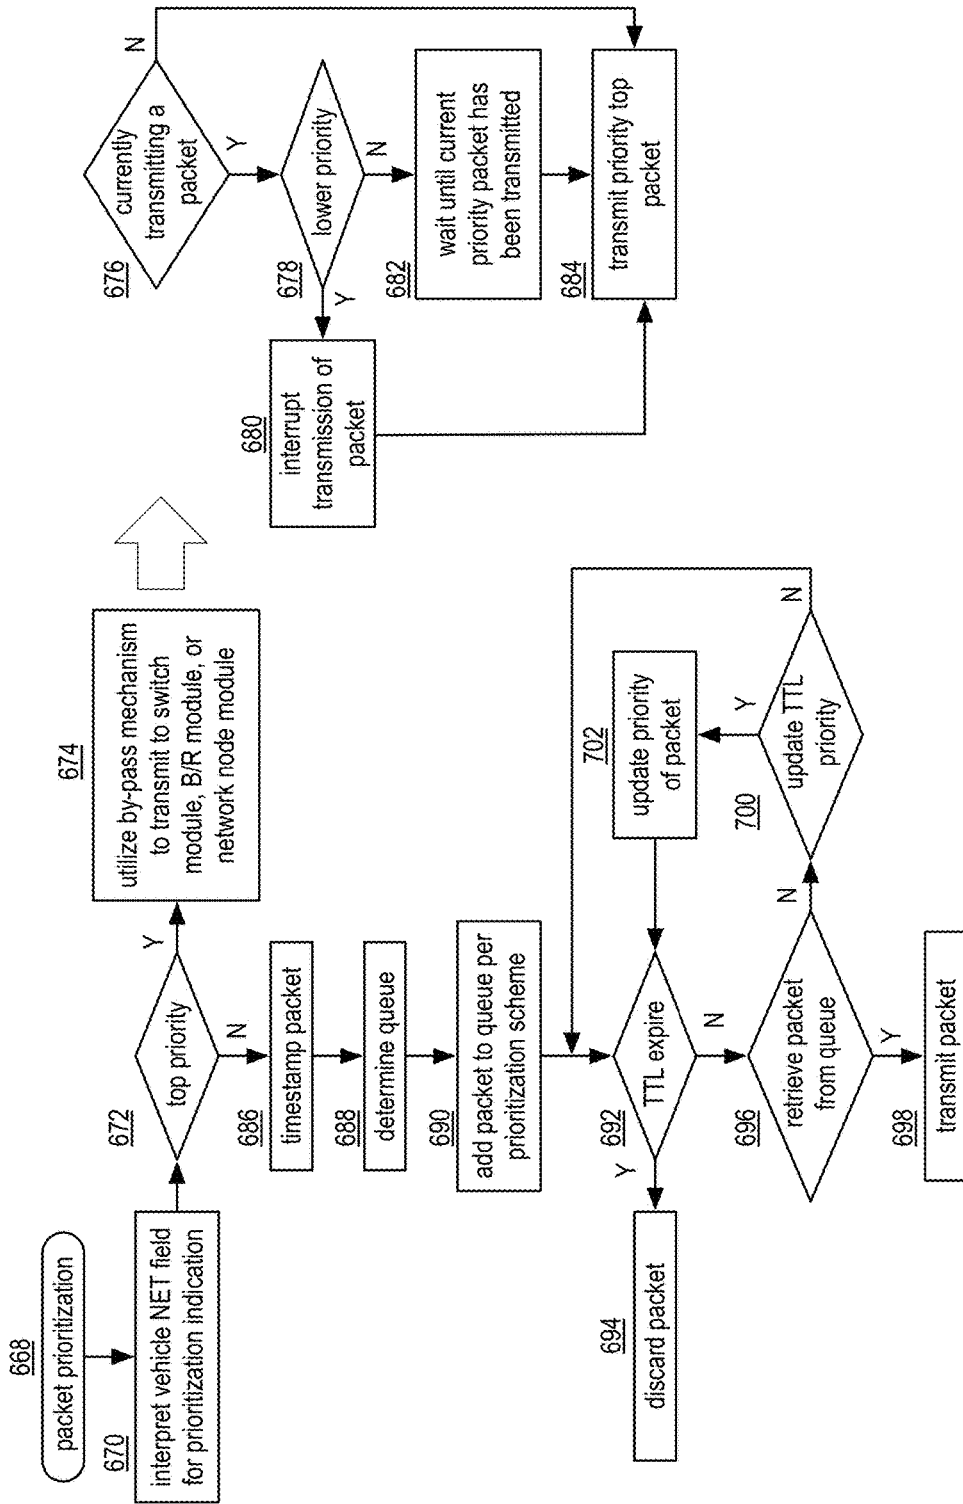 668
packet prioritization
670
interpret vehicle NET field
for prioritization indication
672
top priority
Y
N
674
utilize by-pass mechanism
to transmit to switch
module, B/R module, or
network node module
676
currently
transmitting a
packet
N
Y
678
lower priority
Y
N
680
interrupt
transmission of
packet
682
wait until current
priority packet has
been transmitted
684
transmit priority top
packet
686
timestamp packet
688
determine queue
690
add packet to queue per
prioritization scheme
692
TTL expire
Y
N
694
discard packet
696
retrieve packet
from queue
N
Y
698
transmit packet
700
update TTL
priority
Y
N
702
update priority
of packet